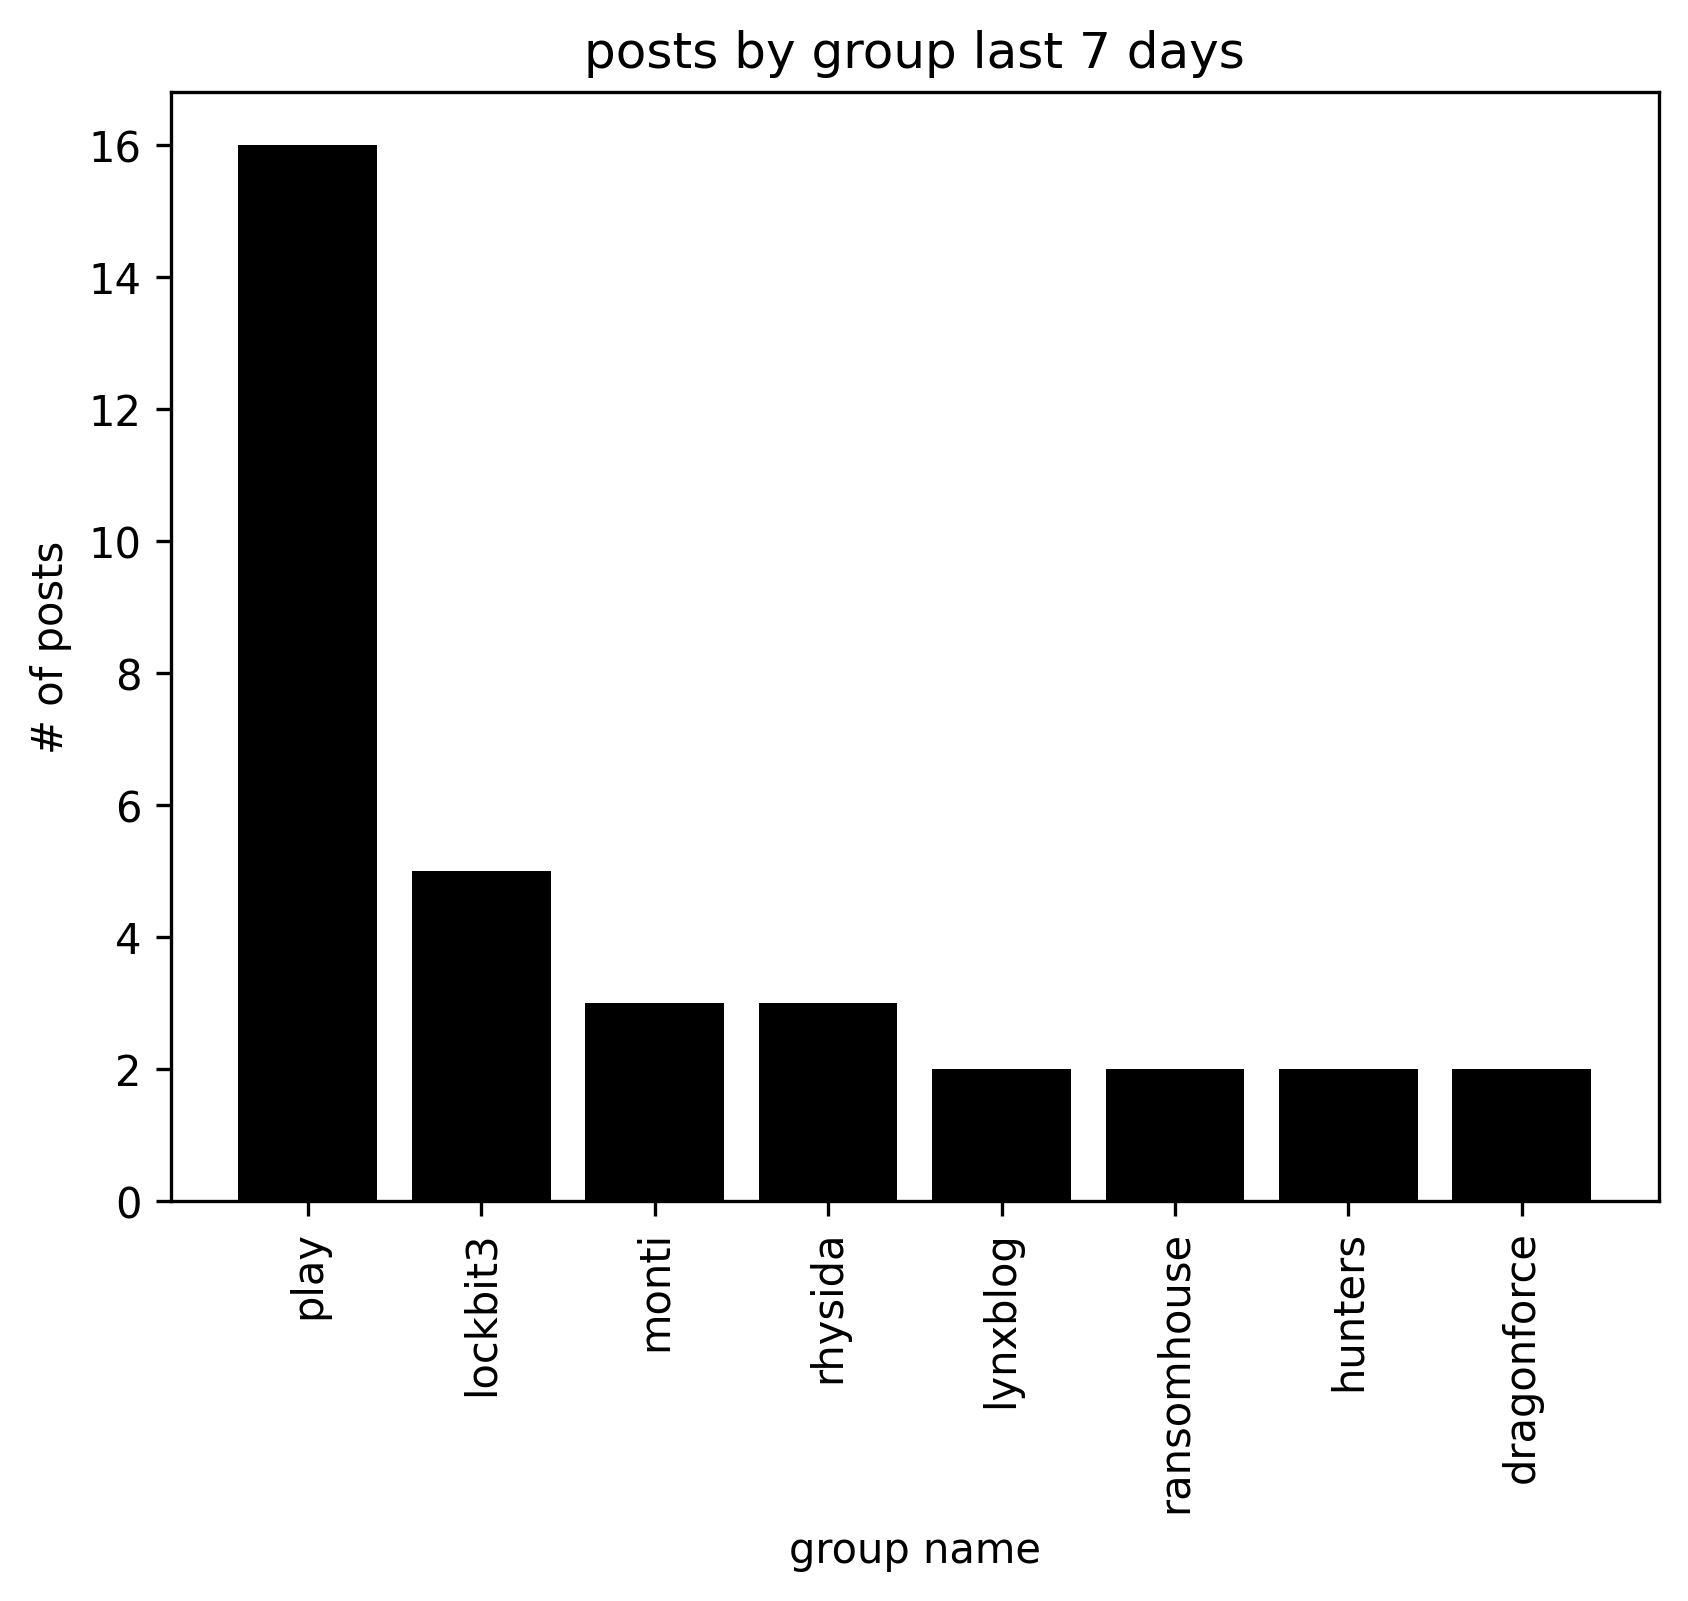 posts by group last 7 days
# of posts
16
14
12
10
8
6
4
2
0
play
lockbit3
monti
rhysida
lynxblog
ransomhouse
hunters
dragonforce
group name